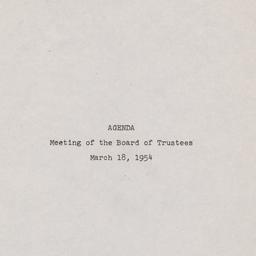 AGENDA
Meeting of the Board of Trustees
March 18, 1954